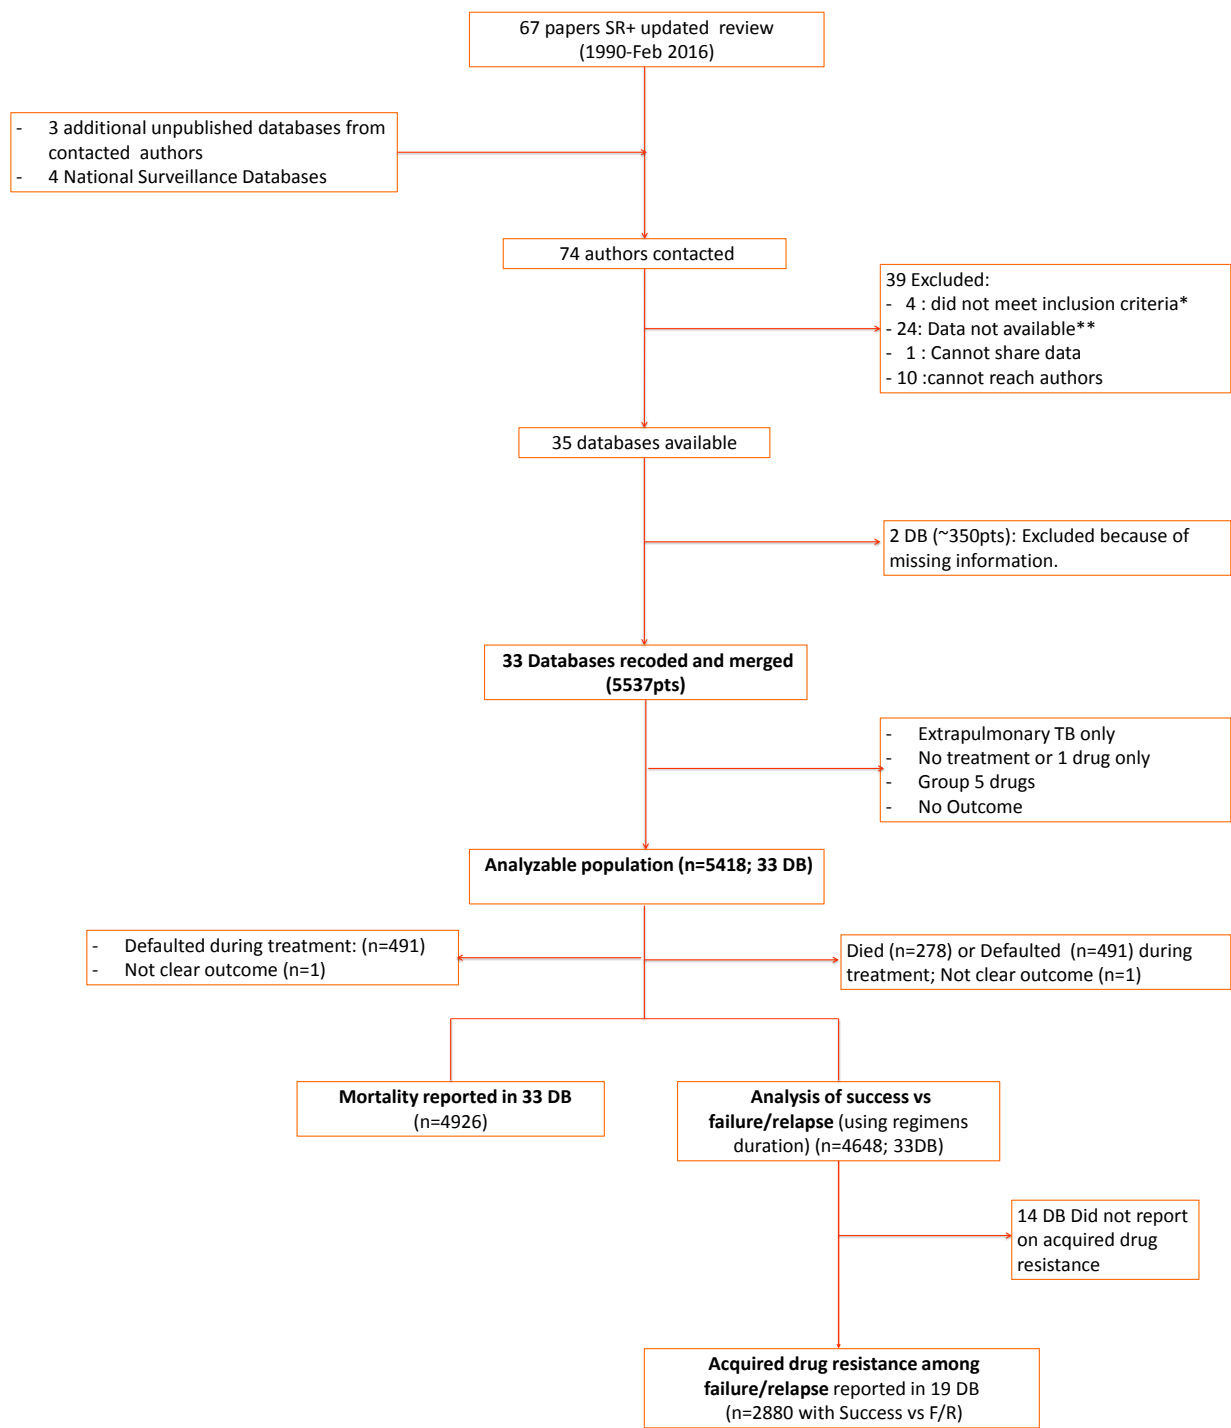 67 papers SR+ updated review
(1990-Feb 2016)
- 3 additional unpublished databases from
contacted authors
- 4 National Surveillance Databases
74 authors contacted
39 Excluded:
- 4 : did not meet inclusion criteria*
- 24: Data not available**
- 1 : Cannot share data
- 10 :cannot reach authors
35 databases available
2 DB (~350pts): Excluded because of
missing information.
33 Databases recoded and merged
(5537pts)
- Extrapulmonary TB only
- No treatment or 1 drug only
- Group 5 drugs
- No Outcome
Analyzable population (n=5418; 33 DB)
- Defaulted during treatment: (n=491)
- Not clear outcome (n=1)
Died (n=278) or Defaulted (n=491) during
treatment; Not clear outcome (n=1)
Mortality reported in 33 DB
(n=4926)
Analysis of success vs
failure/relapse (using regimens
duration) (n=4648; 33DB)
14 DB Did not report
on acquired drug
resistance
Acquired drug resistance among
failure/relapse reported in 19 DB
(n=2880 with Success vs F/R)